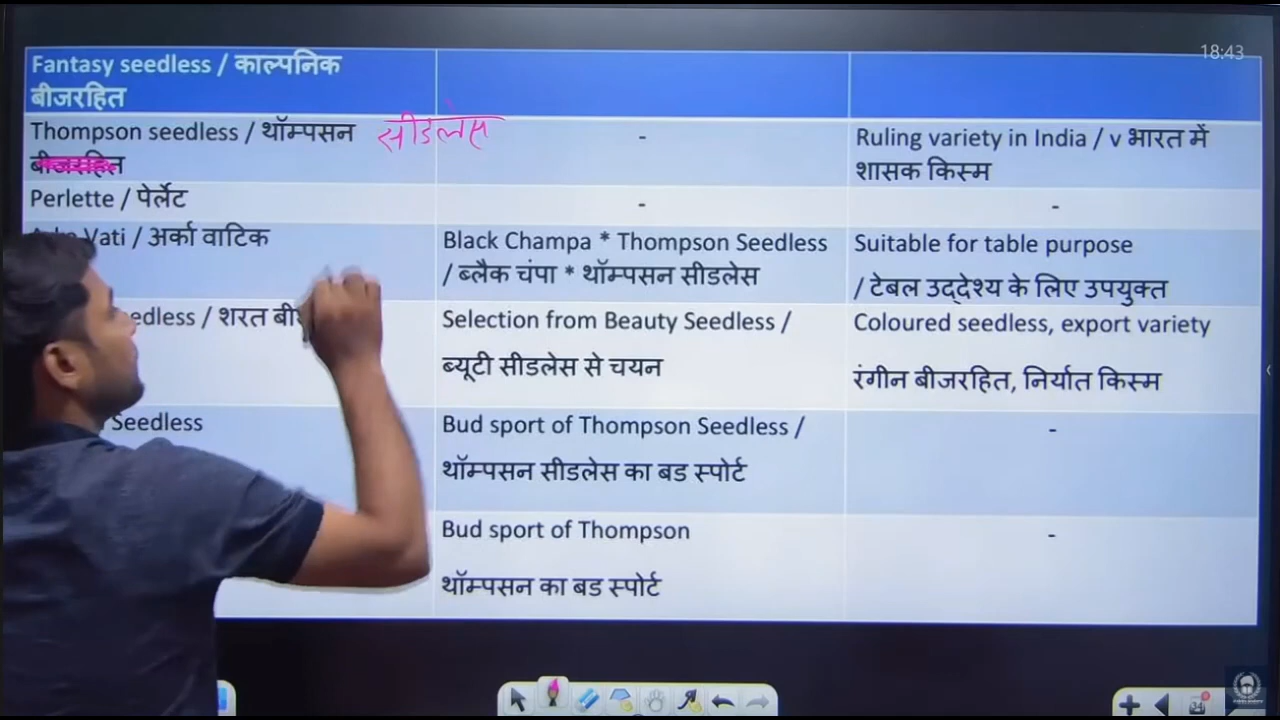 18:43
Fantasy seedless / काल्पनिक
बीजरहित
Thompson seedless / थॉम्पसन सीडलेस
बीजरहित
-
Ruling variety in India / v भारत में
शासक किस्म
Perlette / पेर्लेट
-
-
Vati / अर्का वाटिक
Black Champa * Thompson Seedless
/ ब्लैक चंपा * थॉम्पसन सीडलेस
Suitable for table purpose
/ टेबल उद्देश्य के लिए उपयुक्त
edless / शरत
Selection from Beauty Seedless /
ब्यूटी सीडलेस से चयन
Coloured seedless, export variety
रंगीन बीजरहित, निर्यात किस्म
Seedless
Bud sport of Thompson Seedless /
थॉम्पसन सीडलेस का बड स्पोर्ट
-
Bud sport of Thompson
थॉम्पसन का बड स्पोर्ट
-